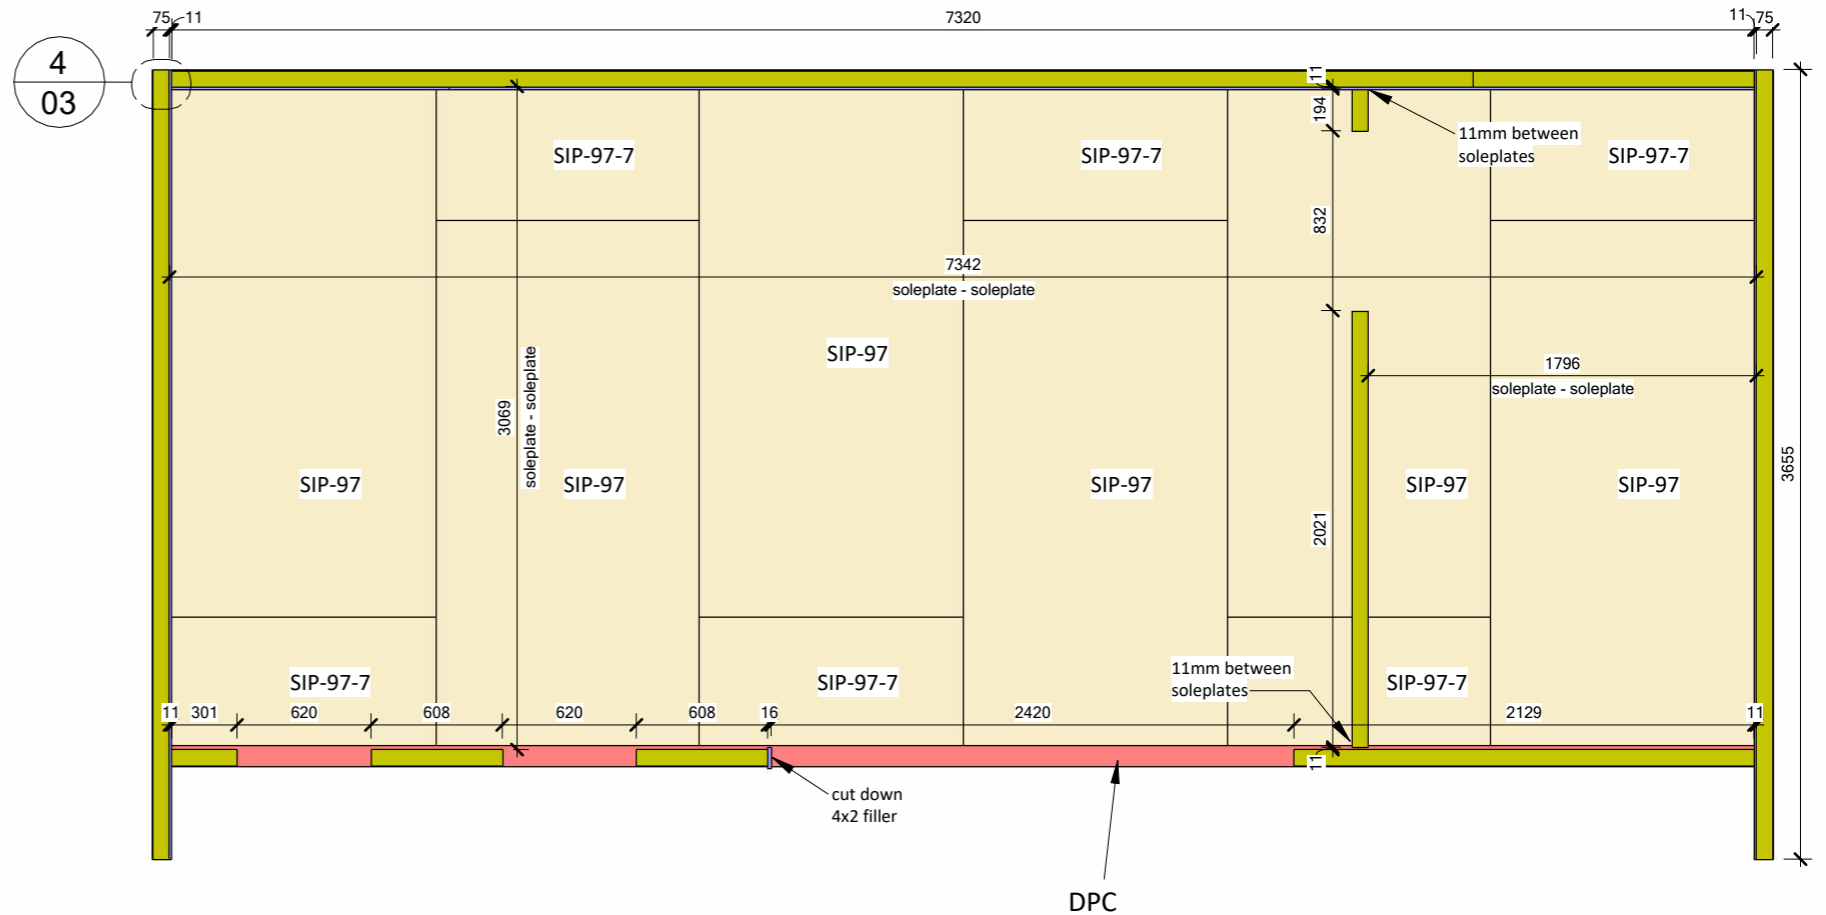 75
11
7320
11
75
4
03
11
194
11mm between
soleplates
SIP-97-7
SIP-97-7
SIP-97-7
832
7342
soleplate - soleplate
SIP-97
1796
soleplate - soleplate
3069
soleplate - soleplate
3655
SIP-97
SIP-97
SIP-97
SIP-97
SIP-97
2021
11mm between
soleplates
SIP-97-7
SIP-97-7
SIP-97-7
11
301
620
608
620
608
16
2420
2129
11
11
cut down
4x2 filler
DPC